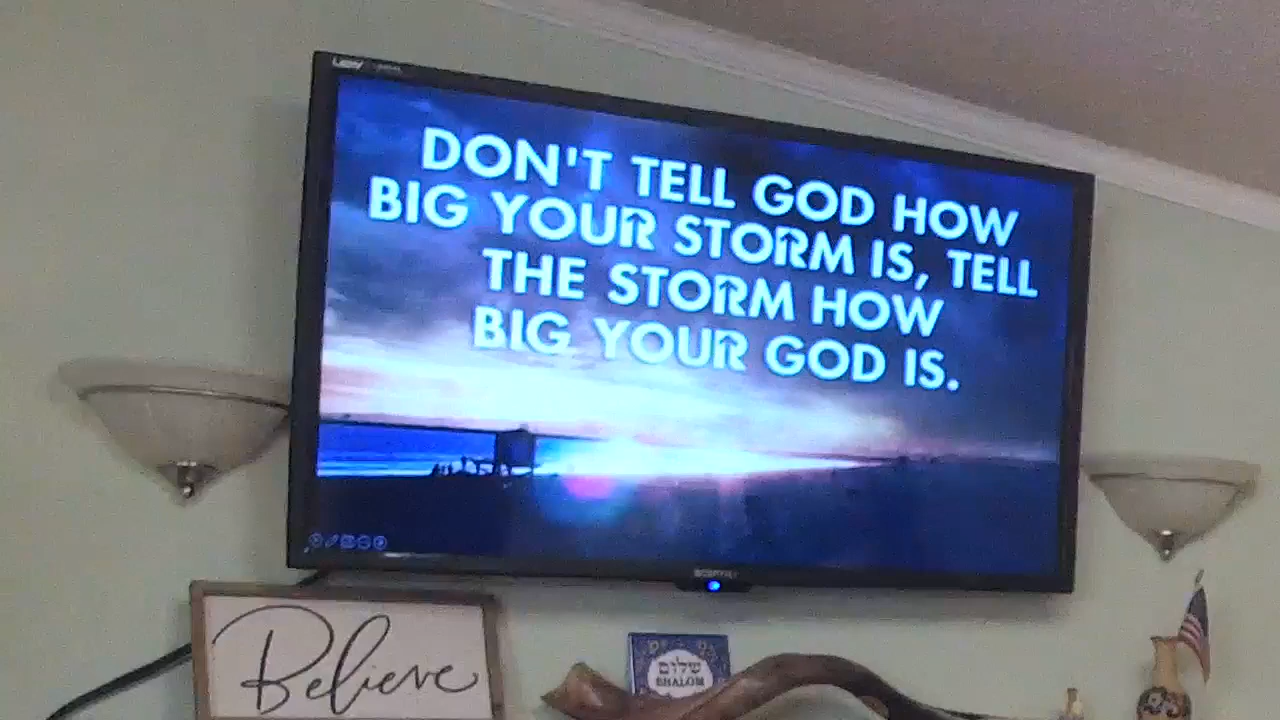 DON'T TELL GOD HOW
BIG YOUR STORM IS, TELL
THE STORM HOW
BIG YOUR GOD IS.
Believe
שלום
SHALOM